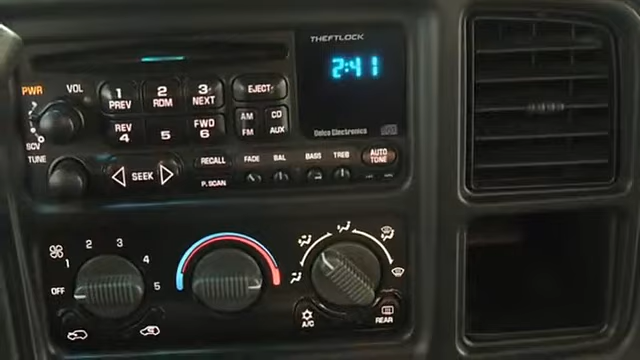 THEFTLOCK
2:41
PWR
VOL
1 PREV
2 RDM
3 NEXT
EJECT
REV 4
5
FWD 6
AM FM
CD AUX
Delco Electronics
SCV
TUNE
SEEK
RECALL
P.SCAN
FADE
BAL
BASS
TREB
AUTO TONE
OFF 1 2 3 4 5
A/C
REAR